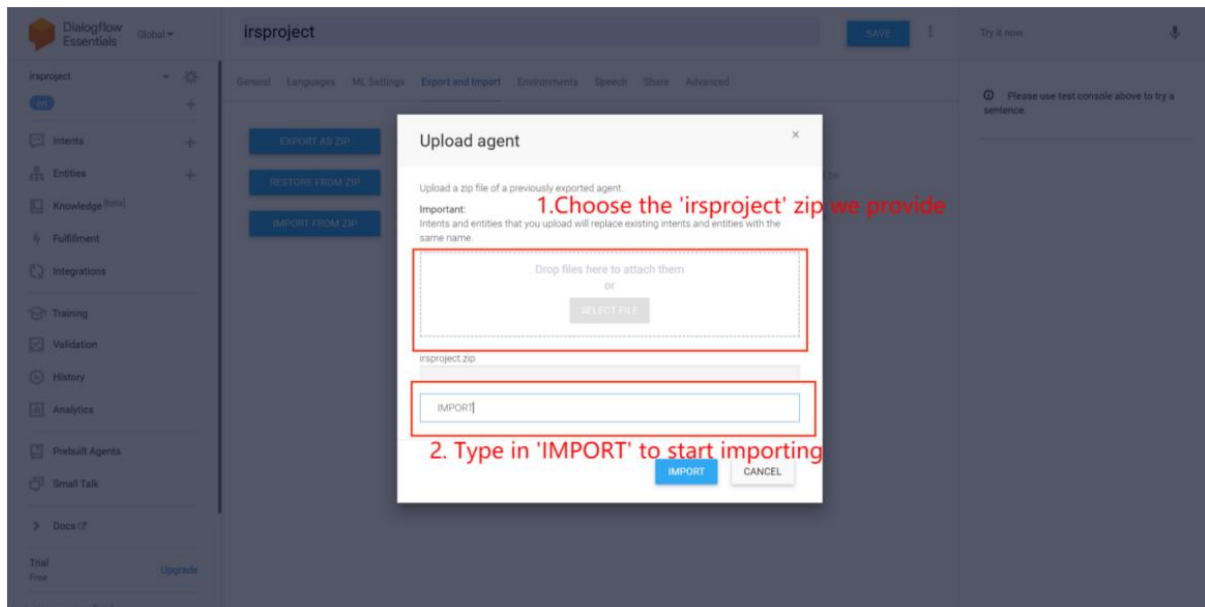 Dialogflow
Essentials
Global
irsproject
SAVE
Try it now
irsproject
en
General Languages ML Settings Export and Import Environments Speech Share Advanced
Please use test console above to try a
sentence.
Intents
Entities
Knowledge [beta]
Fulfillment
Integrations
Training
Validation
History
Analytics
Prebuilt Agents
Small Talk
Docs
Trial
Free
Upgrade
EXPORT AS ZIP
RESTORE FROM ZIP
IMPORT FROM ZIP
Upload agent
×
Upload a zip file of a previously exported agent.
1.Choose the 'irsproject' zip we provide
Important:
Intents and entities that you upload will replace existing intents and entities with the
same name.
Drop files here to attach them
or
SELECT FILE
irsproject.zip
IMPORT
2. Type in 'IMPORT' to start importing
IMPORT
CANCEL